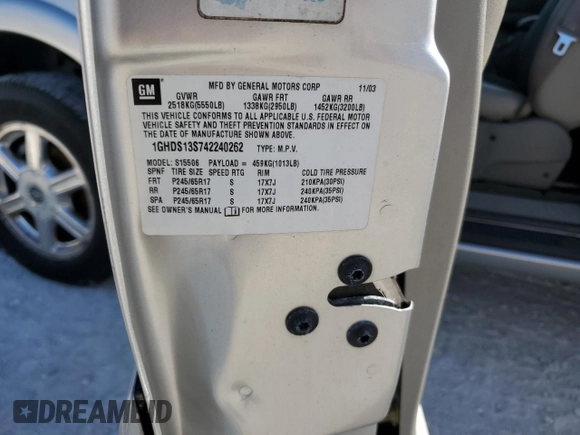 GM
MFD BY GENERAL MOTORS CORP 11/03
GVWR GAWR FRT GAWR RR
2518KG(5550LB) 1338KG(2950LB) 1452KG(3200LB)
THIS VEHICLE CONFORMS TO ALL APPLICABLE U.S. FEDERAL MOTOR
VEHICLE SAFETY AND THEFT PREVENTION STANDARDS IN EFFECT ON
THE DATE OF MANUFACTURE SHOWN ABOVE.
1GHDS13S742240262 TYPE: M.P.V.
MODEL: S15506 PAYLOAD = 459KG(1013LB)
SPNF TIRE SIZE SPEED RTG RIM COLD TIRE PRESSURE
FRT P245/65R17 S 17X7J 210KPA(30PSI)
RR P245/65R17 S 17X7J 240KPA(35PSI)
SPA P245/65R17 S 17X7J 240KPA(35PSI)
SEE OWNER'S MANUAL FOR MORE INFORMATION.
DREAMBID